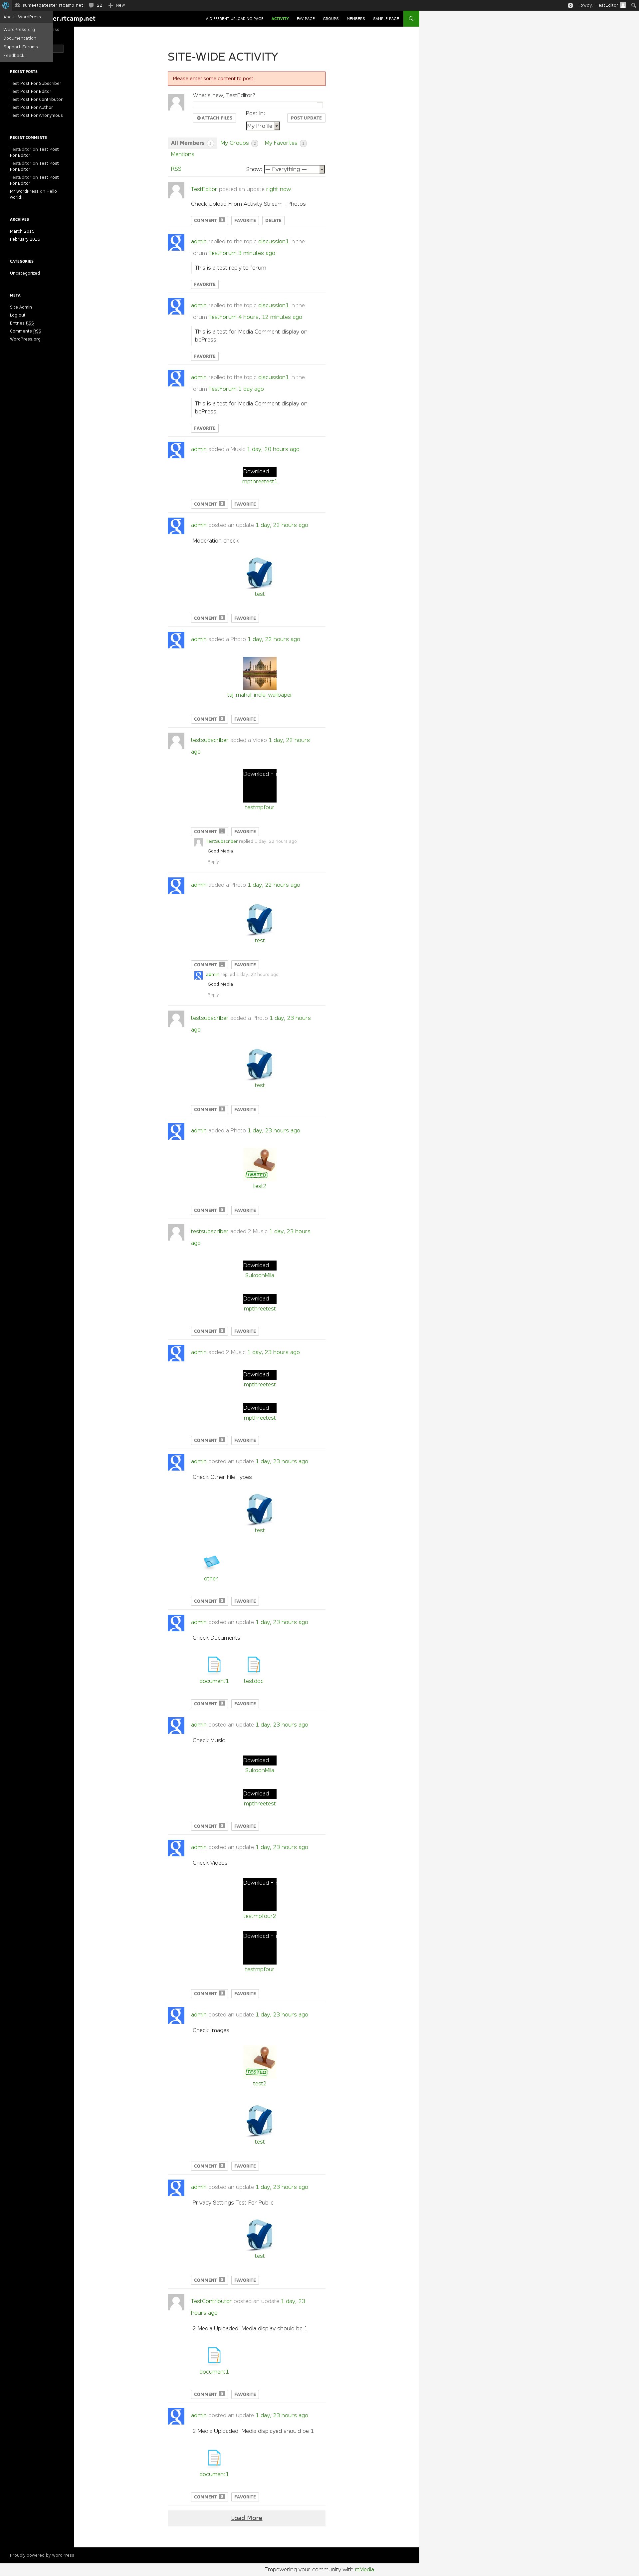 sumeetqatester.rtcamp.net 22 New
Howdy, TestEditor
About WordPress
WordPress.org
Documentation
Support Forums
Feedback
ter.rtcamp.net
A DIFFERENT UPLOADING PAGE ACTIVITY FAV PAGE GROUPS MEMBERS SAMPLE PAGE
RECENT POSTS
Test Post For Subscriber
Test Post For Editor
Test Post For Contributor
Test Post For Author
Test Post For Anonymous
RECENT COMMENTS
TestEditor on Test Post
For Editor
TestEditor on Test Post
For Editor
TestEditor on Test Post
For Editor
Mr WordPress on Hello
world!
ARCHIVES
March 2015
February 2015
CATEGORIES
Uncategorized
META
Site Admin
Log out
Entries RSS
Comments RSS
WordPress.org
SITE-WIDE ACTIVITY
Please enter some content to post.
What's new, TestEditor?
ATTACH FILES
Post in:
My Profile
POST UPDATE
All Members My Groups My Favorites
Mentions
RSS
Show: — Everything —
TestEditor posted an update right now
Check Upload From Activity Stream : Photos
COMMENT 0 FAVORITE DELETE
admin replied to the topic discussion1 in the
forum TestForum 3 minutes ago
This is a test reply to forum
FAVORITE
admin replied to the topic discussion1 in the
forum TestForum 4 hours, 12 minutes ago
This is a test for Media Comment display on
bbPress
FAVORITE
admin replied to the topic discussion1 in the
forum TestForum 1 day ago
This is a test for Media Comment display on
bbPress
FAVORITE
admin added a Music 1 day, 20 hours ago
Download
mpthreetest1
COMMENT 0 FAVORITE
admin posted an update 1 day, 22 hours ago
Moderation check
test
COMMENT 0 FAVORITE
admin added a Photo 1 day, 22 hours ago
taj_mahal_india_wallpaper
COMMENT 0 FAVORITE
testsubscriber added a Video 1 day, 22 hours
ago
Download File
testmpfour
COMMENT 1 FAVORITE
TestSubscriber replied 1 day, 22 hours ago
Good Media
Reply
admin added a Photo 1 day, 22 hours ago
test
COMMENT 1 FAVORITE
admin replied 1 day, 22 hours ago
Good Media
Reply
testsubscriber added a Photo 1 day, 23 hours
ago
test
COMMENT 0 FAVORITE
admin added a Photo 1 day, 23 hours ago
TESTED
test2
COMMENT 0 FAVORITE
testsubscriber added 2 Music 1 day, 23 hours
ago
Download
SukoonMila
Download
mpthreetest
COMMENT 0 FAVORITE
admin added 2 Music 1 day, 23 hours ago
Download
mpthreetest
Download
mpthreetest
COMMENT 0 FAVORITE
admin posted an update 1 day, 23 hours ago
Check Other File Types
test
other
COMMENT 0 FAVORITE
admin posted an update 1 day, 23 hours ago
Check Documents
document1 testdoc
COMMENT 0 FAVORITE
admin posted an update 1 day, 23 hours ago
Check Music
Download
SukoonMila
Download
mpthreetest
COMMENT 0 FAVORITE
admin posted an update 1 day, 23 hours ago
Check Videos
Download File
testmpfour2
Download File
testmpfour
COMMENT 0 FAVORITE
admin posted an update 1 day, 23 hours ago
Check Images
TESTED
test2
test
COMMENT 0 FAVORITE
admin posted an update 1 day, 23 hours ago
Privacy Settings Test For Public
test
COMMENT 0 FAVORITE
TestContributor posted an update 1 day, 23
hours ago
2 Media Uploaded. Media display should be 1
document1
COMMENT 0 FAVORITE
admin posted an update 1 day, 23 hours ago
2 Media Uploaded. Media displayed should be 1
document1
COMMENT 0 FAVORITE
Load More
Proudly powered by WordPress
Empowering your community with rtMedia